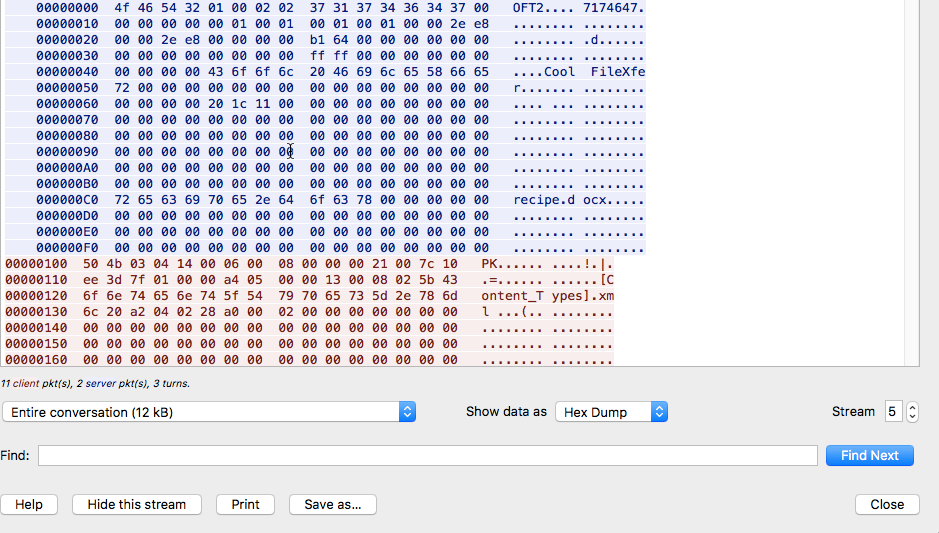 00000000 4f 46 54 32 01 00 02 02 37 31 37 34 36 34 37 00 OFT2.... 7174647.
00000010 00 00 00 00 00 01 00 01 00 01 00 01 00 00 2e e8 ........ ........
00000020 00 00 2e e8 00 00 00 00 b1 64 00 00 00 00 00 00 ........ .d......
00000030 00 00 00 00 00 00 00 00 ff ff 00 00 00 00 00 00 ........ ........
00000040 00 00 00 00 43 6f 6f 6c 20 46 69 6c 65 58 66 65 ....Cool FileXfe
00000050 72 00 00 00 00 00 00 00 00 00 00 00 00 00 00 00 r....... ........
00000060 00 00 00 00 20 1c 11 00 00 00 00 00 00 00 00 00 .... ... ........
00000070 00 00 00 00 00 00 00 00 00 00 00 00 00 00 00 00 ........ ........
00000080 00 00 00 00 00 00 00 00 00 00 00 00 00 00 00 00 ........ ........
00000090 00 00 00 00 00 00 00 00 00 00 00 00 00 00 00 00 ........ ........
000000A0 00 00 00 00 00 00 00 00 00 00 00 00 00 00 00 00 ........ ........
000000B0 00 00 00 00 00 00 00 00 00 00 00 00 00 00 00 00 ........ ........
000000C0 72 65 63 69 70 65 2e 64 6f 63 78 00 00 00 00 00 recipe.d ocx.....
000000D0 00 00 00 00 00 00 00 00 00 00 00 00 00 00 00 00 ........ ........
000000E0 00 00 00 00 00 00 00 00 00 00 00 00 00 00 00 00 ........ ........
000000F0 00 00 00 00 00 00 00 00 00 00 00 00 00 00 00 00 ........ ........
00000100 50 4b 03 04 14 00 06 00 08 00 00 00 21 00 7c 10 PK...... ....!.|.
00000110 ee 3d 7f 01 00 00 a4 05 00 00 13 00 08 02 5b 43 .=...... ......[C
00000120 6f 6e 74 65 6e 74 5f 54 79 70 65 73 5d 2e 78 6d ontent_T ypes].xm
00000130 6c 20 a2 04 02 28 a0 00 02 00 00 00 00 00 00 00 l ...(.. ........
00000140 00 00 00 00 00 00 00 00 00 00 00 00 00 00 00 00 ........ ........
00000150 00 00 00 00 00 00 00 00 00 00 00 00 00 00 00 00 ........ ........
00000160 00 00 00 00 00 00 00 00 00 00 00 00 00 00 00 00 ........ ........
11 client pkt(s), 2 server pkt(s), 3 turns.
Entire conversation (12 kB) Show data as Hex Dump Stream 5
Find: Find Next
Help Hide this stream Print Save as... Close